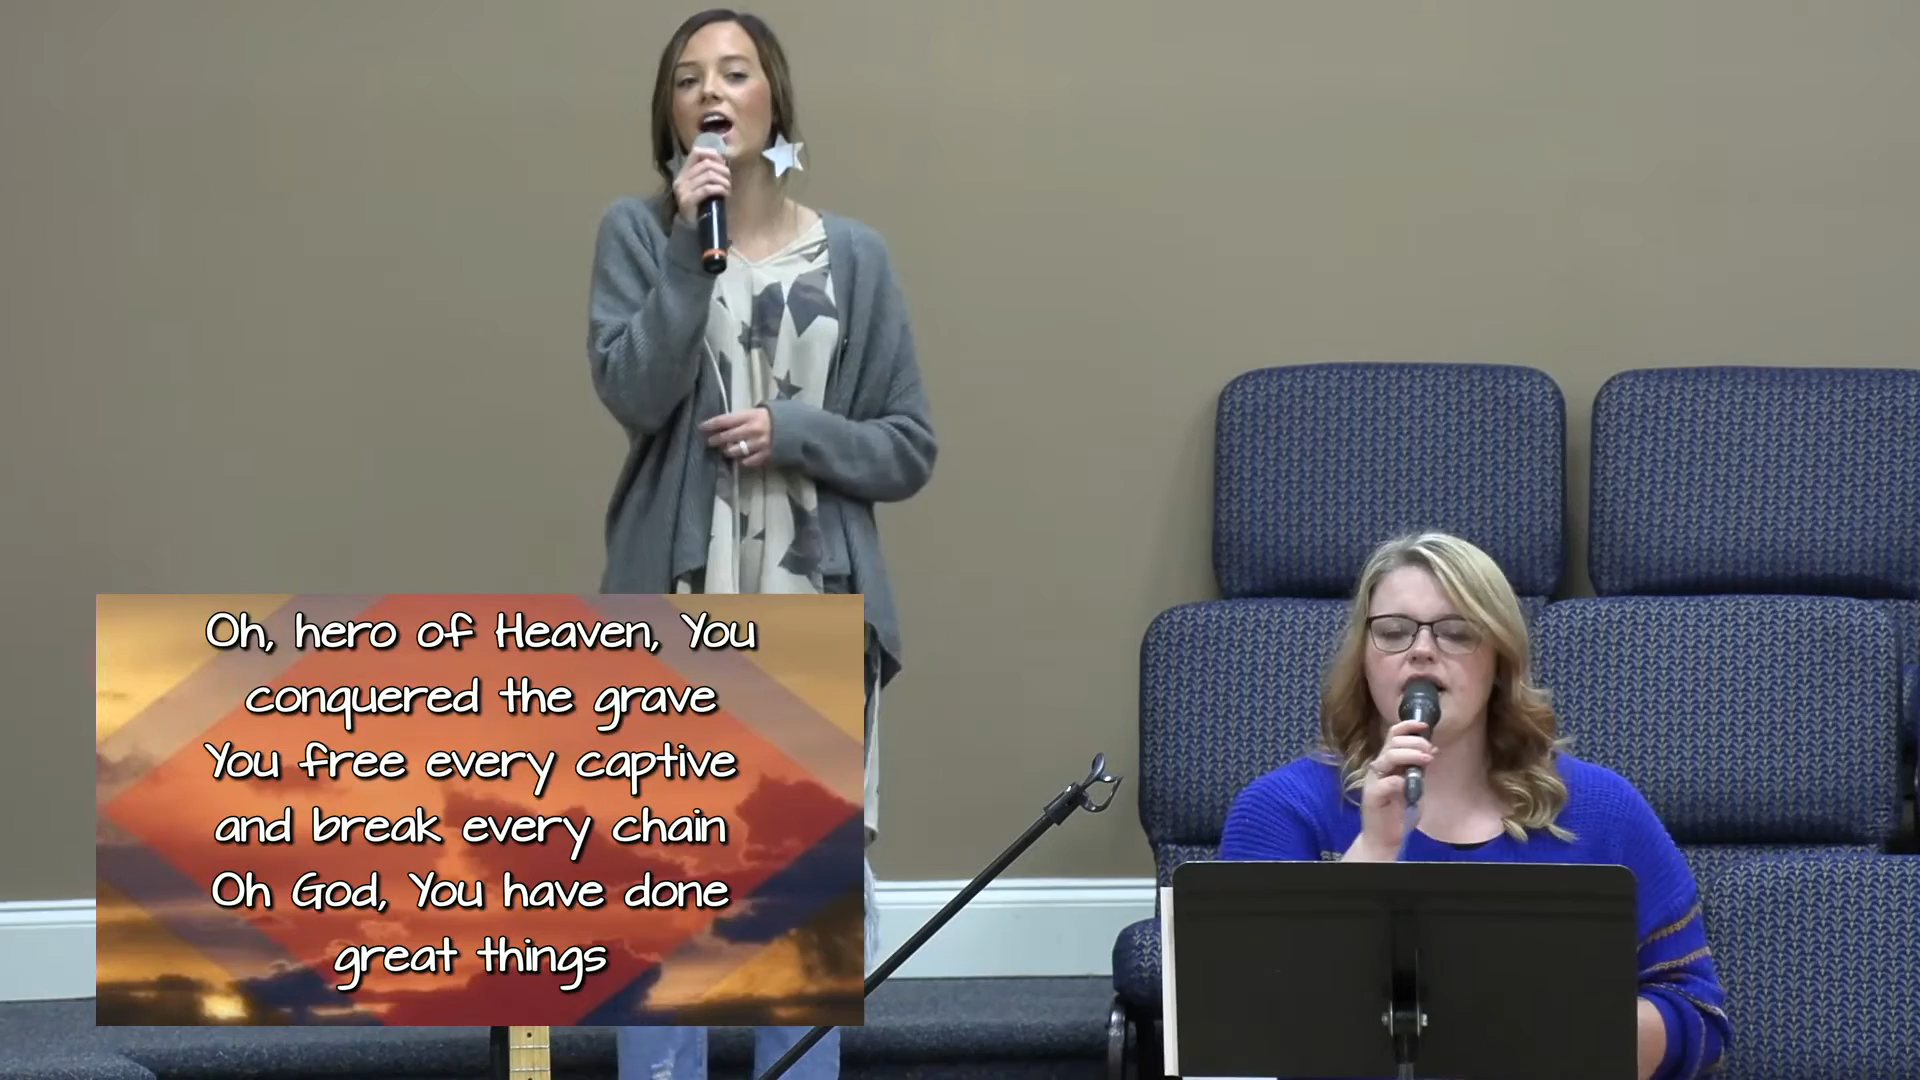 Oh, hero of Heaven, You
conquered the grave
You free every captive
and break every chain
Oh God, You have done
great things